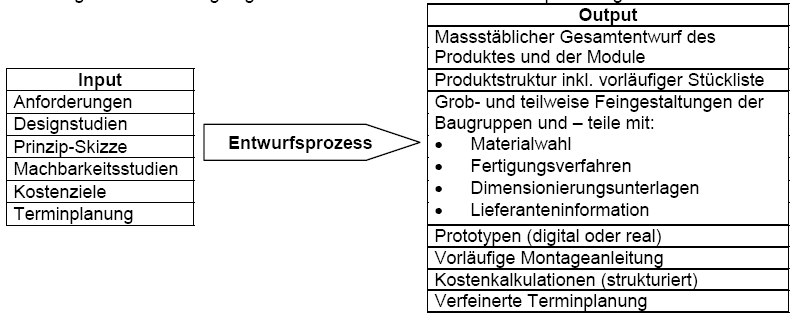 Input
Anforderungen
Designstudien
Prinzip-Skizze
Machbarkeitsstudien
Kostenziele
Terminplanung
Entwurfsprozess
Output
Massstäblicher Gesamtentwurf des
Produktes und der Module
Produktstruktur inkl. vorläufiger Stückliste
Grob- und teilweise Feingestaltungen der
Baugruppen und – teile mit:
• Materialwahl
• Fertigungsverfahren
• Dimensionierungsunterlagen
• Lieferanteninformation
Prototypen (digital oder real)
Vorläufige Montageanleitung
Kostenkalkulationen (strukturiert)
Verfeinerte Terminplanung